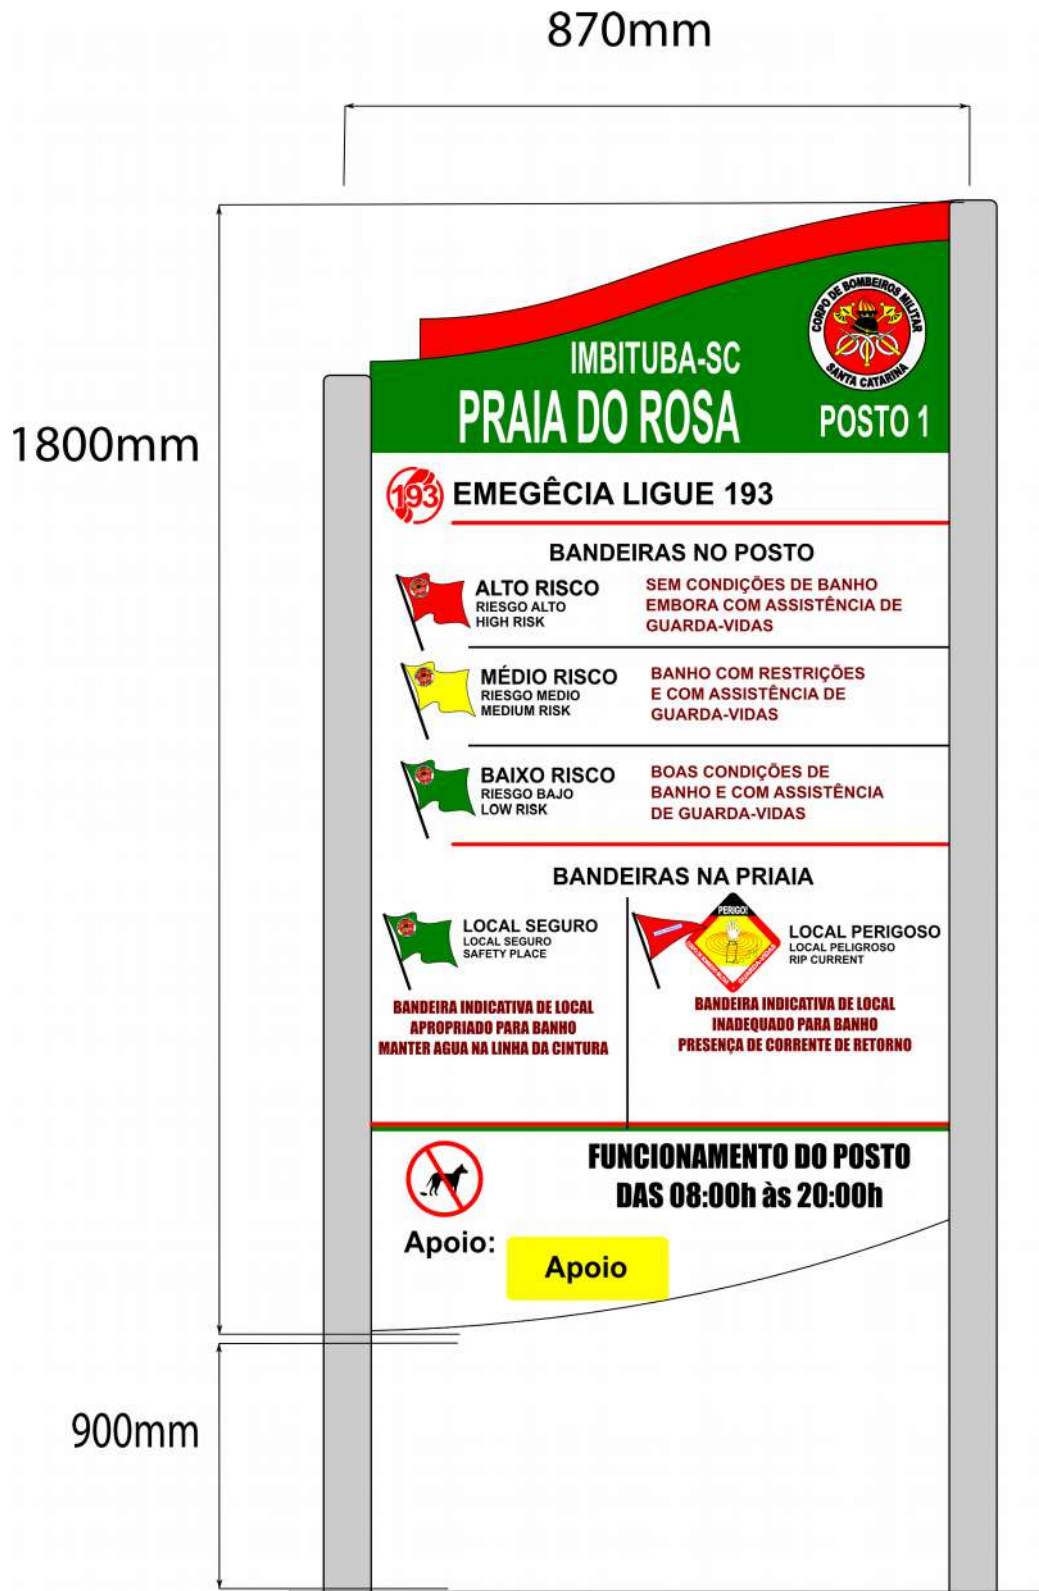 870mm
1800mm
CORPO DE BOMBEIROS MILITAR
SANTA CATARINA
IMBITUBA-SC
PRAIA DO ROSA
POSTO 1
193
EMEGÊCIA LIGUE 193
BANDEIRAS NO POSTO
ALTO RISCO
RIESGO ALTO
HIGH RISK
SEM CONDIÇÕES DE BANHO
EMBORA COM ASSISTÊNCIA DE
GUARDA-VIDAS
MÉDIO RISCO
RIESGO MEDIO
MEDIUM RISK
BANHO COM RESTRIÇÕES
E COM ASSISTÊNCIA DE
GUARDA-VIDAS
BAIXO RISCO
RIESGO BAJO
LOW RISK
BOAS CONDIÇÕES DE
BANHO E COM ASSISTÊNCIA
DE GUARDA-VIDAS
BANDEIRAS NA PRIAIA
LOCAL SEGURO
LOCAL SEGURO
SAFETY PLACE
BANDEIRA INDICATIVA DE LOCAL
APROPRIADO PARA BANHO
MANTER AGUA NA LINHA DA CINTURA
PERIGO!
GUARDA-VIDAS
LOCAL PERIGOSO
LOCAL PELIGROSO
RIP CURRENT
BANDEIRA INDICATIVA DE LOCAL
INADEQUADO PARA BANHO
PRESENÇA DE CORRENTE DE RETORNO
FUNCIONAMENTO DO POSTO
DAS 08:00h às 20:00h
Apoio:
Apoio
900mm